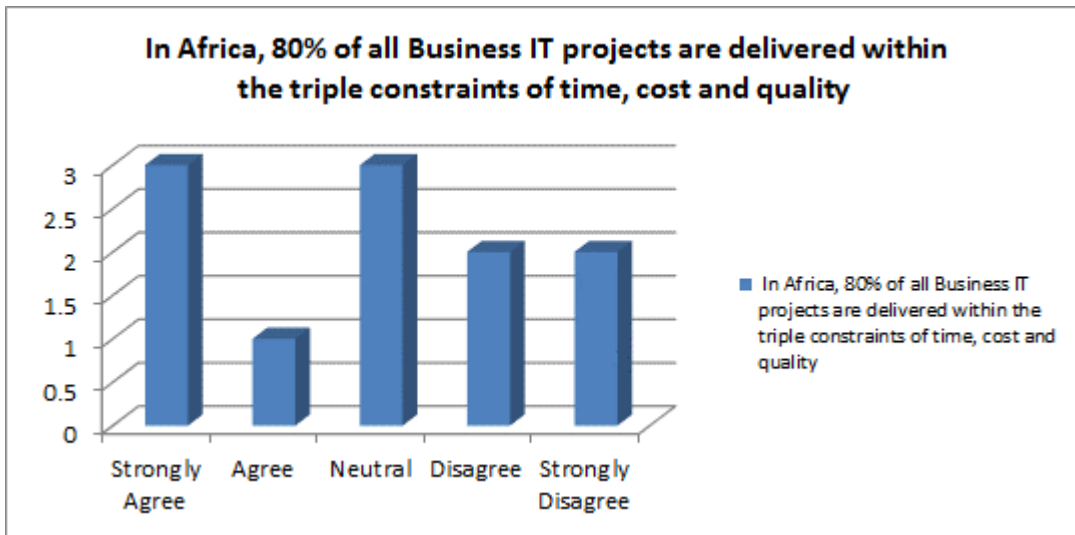 In Africa, 80% of all Business IT projects are delivered within
the triple constraints of time, cost and quality
3
2.5
2
1.5
1
0.5
0
Strongly
Agree
Agree
Neutral
Disagree
Strongly
Disagree
In Africa, 80% of all Business IT
projects are delivered within the
triple constraints of time, cost and
quality